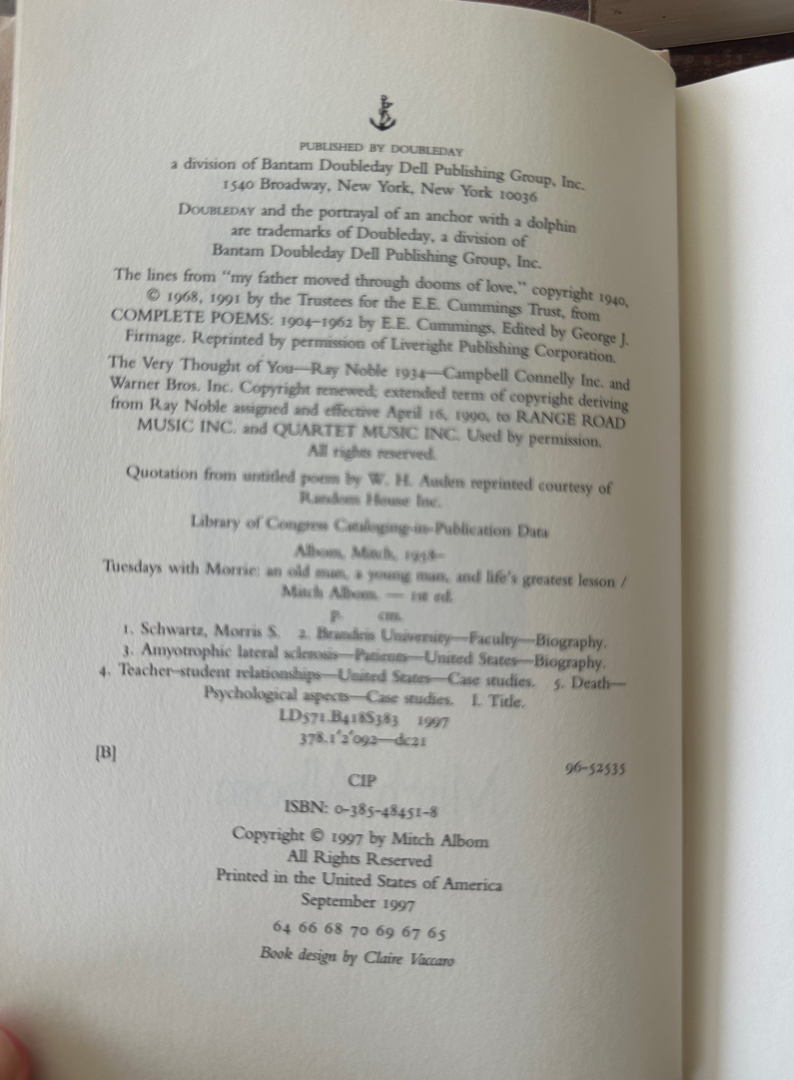 PUBLISHED BY DOUBLEDAY
a division of Bantam Doubleday Dell Publishing Group, Inc.
1540 Broadway, New York, New York 10036
DOUBLEDAY and the portrayal of an anchor with a dolphin
are trademarks of Doubleday, a division of
Bantam Doubleday Dell Publishing Group, Inc.
The lines from “my father moved through dooms of love,” copyright 1940,
© 1968, 1991 by the Trustees for the E.E. Cummings Trust, from
COMPLETE POEMS: 1904–1962 by E.E. Cummings, Edited by George J.
Firmage. Reprinted by permission of Liveright Publishing Corporation.
The Very Thought of You—Ray Noble 1934—Campbell Connelly Inc. and
Warner Bros. Inc. Copyright renewed; extended term of copyright deriving
from Ray Noble assigned and effective April 16, 1990, to RANGE ROAD
MUSIC INC. and QUARTET MUSIC INC. Used by permission.
All rights reserved.
Quotation from untitled poem by W. H. Auden reprinted courtesy of
Random House Inc.
Library of Congress Cataloging-in-Publication Data
Albom, Mitch, 1958–
Tuesdays with Morrie: an old man, a young man, and life’s greatest lesson /
Mitch Albom. — 1st ed.
p. cm.
1. Schwartz, Morris S. 2. Brandeis University—Faculty—Biography.
3. Amyotrophic lateral sclerosis—Patients—United States—Biography.
4. Teacher–student relationships—United States—Case studies. 5. Death—
Psychological aspects—Case studies. I. Title.
LD571.B418S383 1997
378.1'2'092—dc21
[B] 96-52535
CIP
ISBN: 0-385-48451-8
Copyright © 1997 by Mitch Albom
All Rights Reserved
Printed in the United States of America
September 1997
64 66 68 70 69 67 65
Book design by Claire Vaccaro